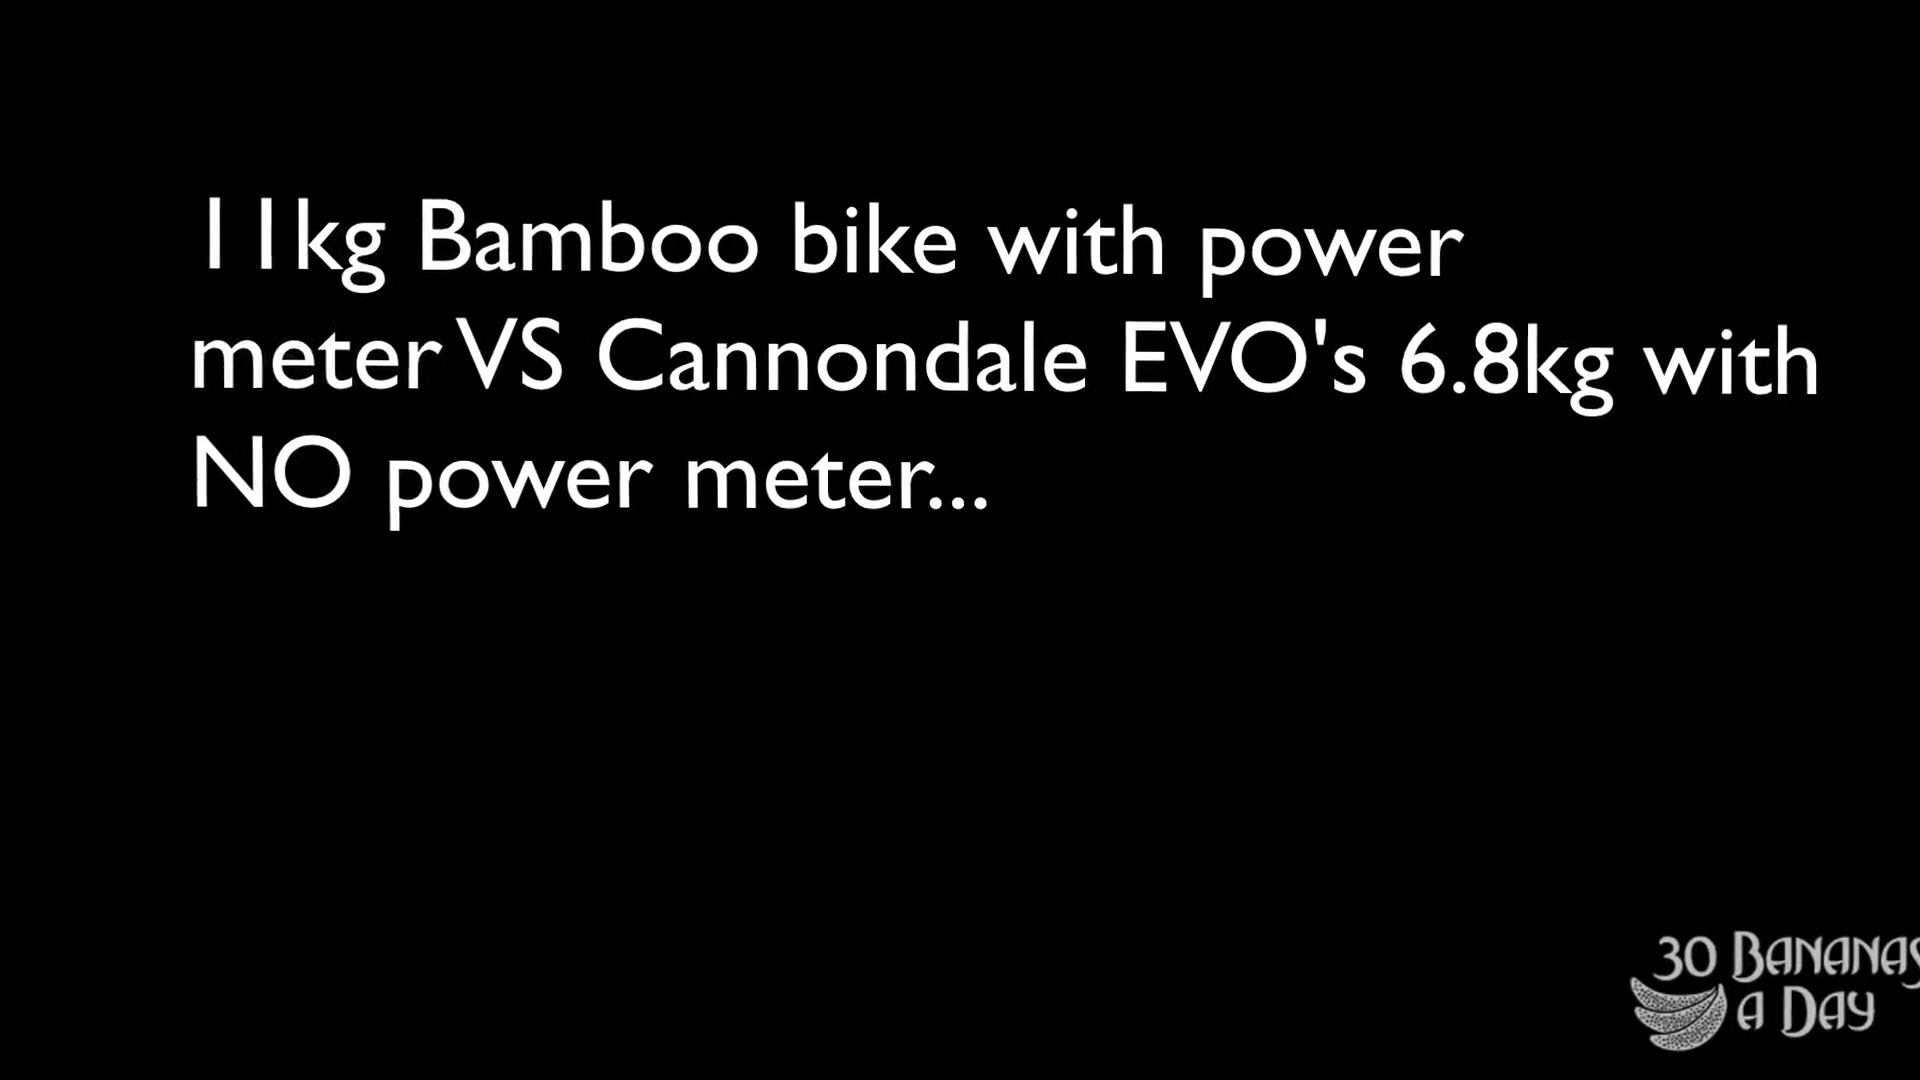 11kg Bamboo bike with power
meter VS Cannondale EVO's 6.8kg with
NO power meter...
30 BANANAS
a DAY